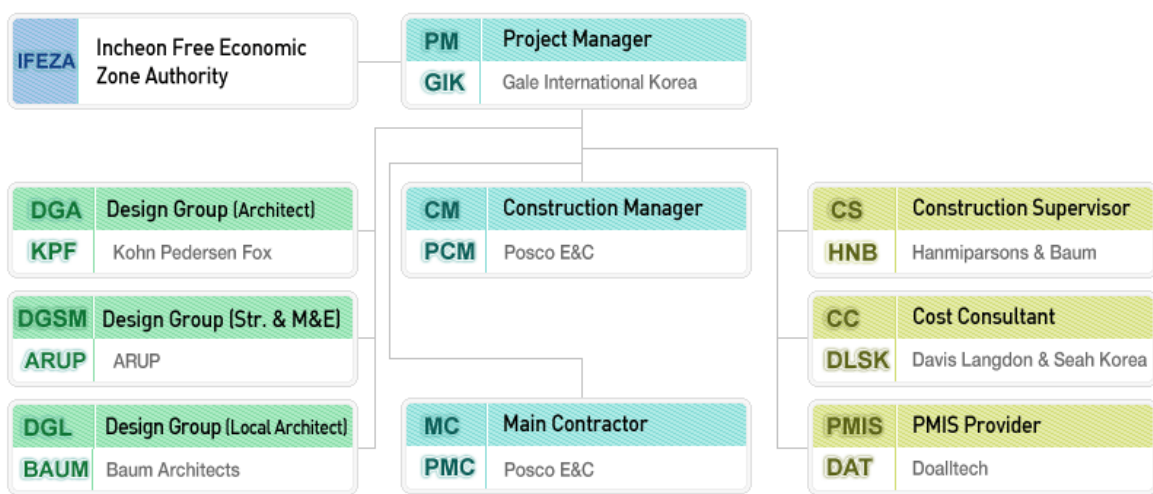 IFEZA
Incheon Free Economic
Zone Authority
PM Project Manager
GIK Gale International Korea
DGA Design Group (Architect)
KPF Kohn Pedersen Fox
CM Construction Manager
PCM Posco E&C
CS Construction Supervisor
HNB Hanmiparsons & Baum
DGSM Design Group (Str. & M&E)
ARUP ARUP
CC Cost Consultant
DLSK Davis Langdon & Seah Korea
DGL Design Group (Local Architect)
BAUM Baum Architects
MC Main Contractor
PMC Posco E&C
PMIS PMIS Provider
DAT Doalltech